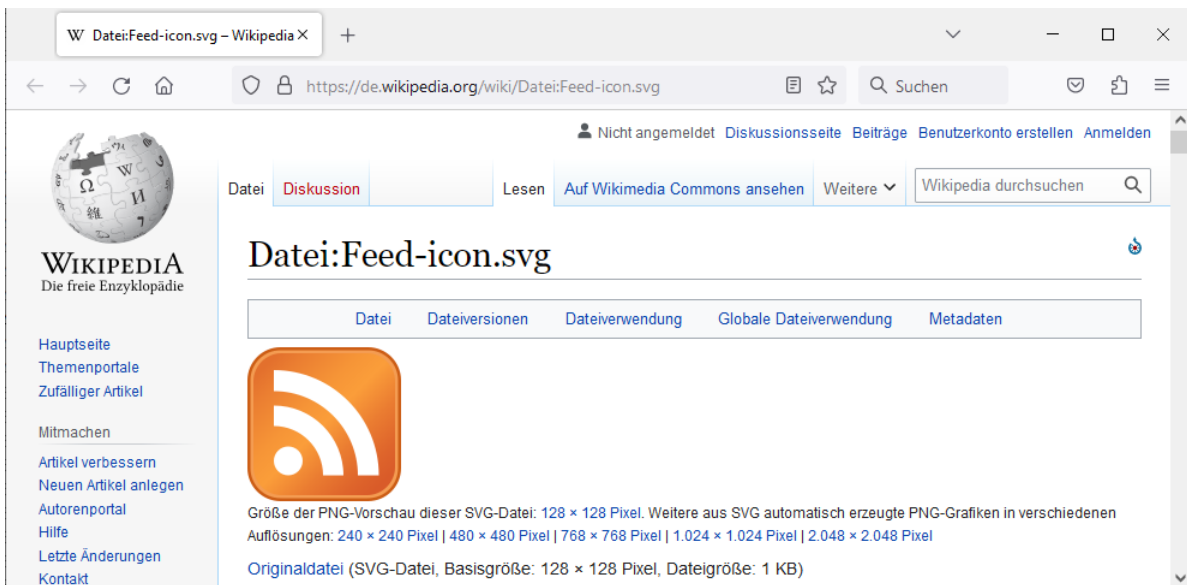 W Datei:Feed-icon.svg – Wikipedia
https://de.wikipedia.org/wiki/Datei:Feed-icon.svg
Suchen
Nicht angemeldet Diskussionsseite Beiträge Benutzerkonto erstellen Anmelden
Datei Diskussion Lesen Auf Wikimedia Commons ansehen Weitere Wikipedia durchsuchen
Ω W И 維 7
WIKIPEDIA
Die freie Enzyklopädie
Hauptseite
Themenportale
Zufälliger Artikel
Mitmachen
Artikel verbessern
Neuen Artikel anlegen
Autorenportal
Hilfe
Letzte Änderungen
Kontakt
Datei:Feed-icon.svg
Datei Dateiversionen Dateiverwendung Globale Dateiverwendung Metadaten
Größe der PNG-Vorschau dieser SVG-Datei: 128 × 128 Pixel. Weitere aus SVG automatisch erzeugte PNG-Grafiken in verschiedenen
Auflösungen: 240 × 240 Pixel | 480 × 480 Pixel | 768 × 768 Pixel | 1.024 × 1.024 Pixel | 2.048 × 2.048 Pixel
Originaldatei (SVG-Datei, Basisgröße: 128 × 128 Pixel, Dateigröße: 1 KB)